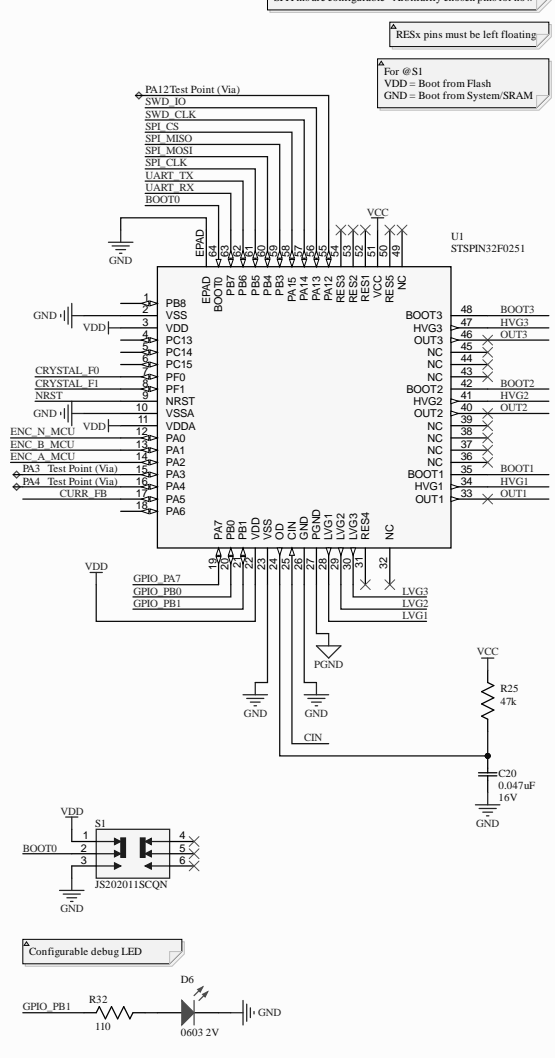 RESx pins must be left floating
For @S1
VDD = Boot from Flash
GND = Boot from System/SRAM
PA12 Test Point (Via)
SWD_IO
SWD_CLK
SPI_CS
SPI_MISO
SPI_MOSI
SPI_CLK
UART_TX
UART_RX
BOOT0
GND
VCC
U1
STSPIN32F0251
EPAD 64 63 62 61 60 59 58 57 56 55 54 53 52 51 50 49
EPAD BOOT0 PB7 PB6 PB5 PB4 PB3 PA15 PA14 PA13 PA12 RES3 RES2 RES1 VCC RES5 NC
1 PB8
GND 2 VSS
VDD 3 VDD
4 PC13
5 PC14
6 PC15
CRYSTAL_F0 7 PF0
CRYSTAL_F1 8 PF1
NRST 9 NRST
GND 10 VSSA
VDD 11 VDDA
ENC_N_MCU 12 PA0
ENC_B_MCU 13 PA1
ENC_A_MCU 14 PA2
PA3 Test Point (Via) 15 PA3
PA4 Test Point (Via) 16 PA4
CURR_FB 17 PA5
18 PA6
BOOT3 48 BOOT3
HVG3 47 HVG3
OUT3 46 OUT3
NC 45
NC 44
NC 43
BOOT2 42 BOOT2
HVG2 41 HVG2
OUT2 40 OUT2
NC 39
NC 38
NC 37
NC 36
BOOT1 35 BOOT1
HVG1 34 HVG1
OUT1 33 OUT1
PA7 PB0 PB1 VDD VSS OD CIN GND PGND LVG1 LVG2 LVG3 RES4 NC
19 20 21 22 23 24 25 26 27 28 29 30 31 32
VDD
GPIO_PA7
GPIO_PB0
GPIO_PB1
LVG3
LVG2
LVG1
PGND
GND
GND
CIN
VCC
R25
47k
C20
0.047uF
16V
GND
VDD
S1
BOOT0
1
2
3
4
5
6
JS202011SCQN
GND
Configurable debug LED
GPIO_PB1
R32
110
D6
0603 2V
GND